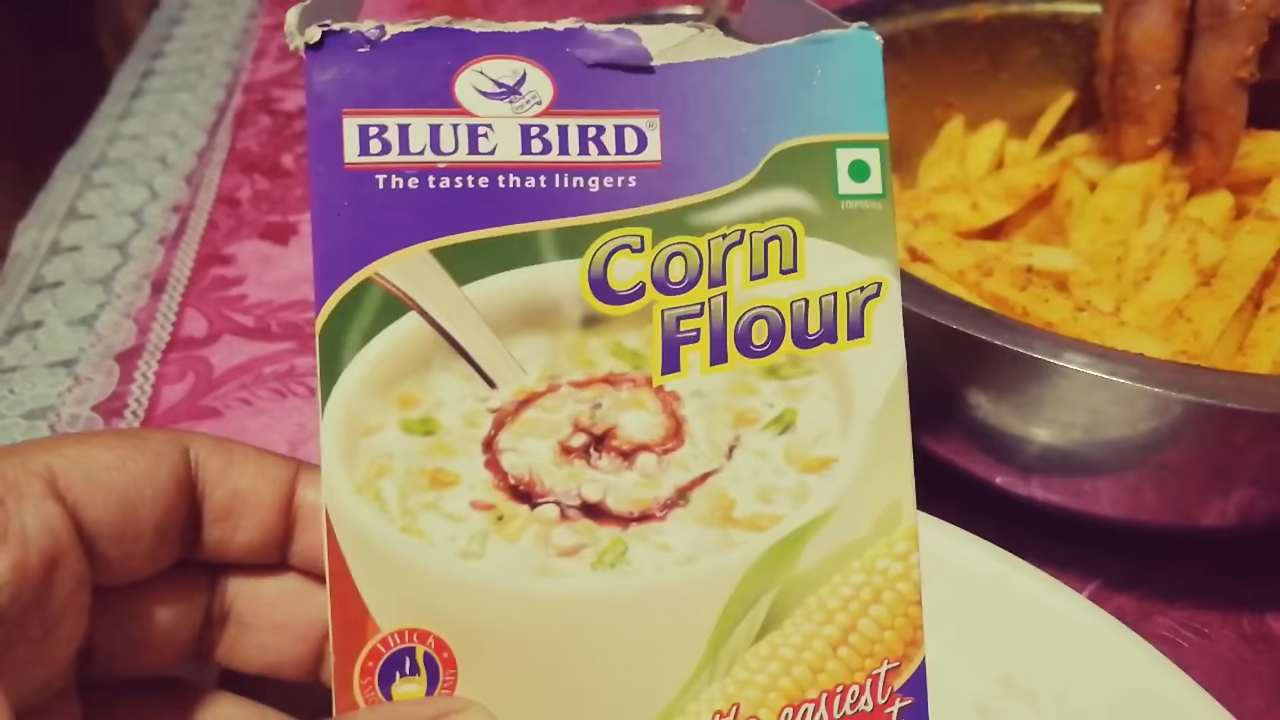 BLUE BIRD®
The taste that lingers
Corn
Flour
THICK
easiest